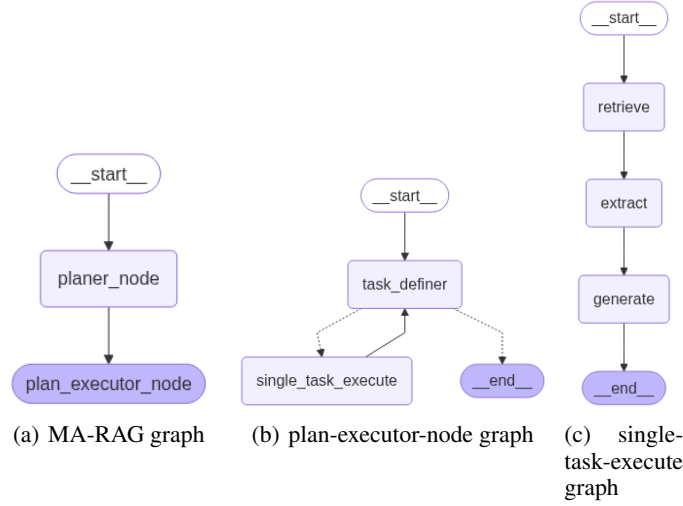 __start__
planer_node
plan_executor_node
(a) MA-RAG graph
__start__
task_definer
single_task_execute
__end__
(b) plan-executor-node graph
__start__
retrieve
extract
generate
__end__
(c) single-
task-execute
graph